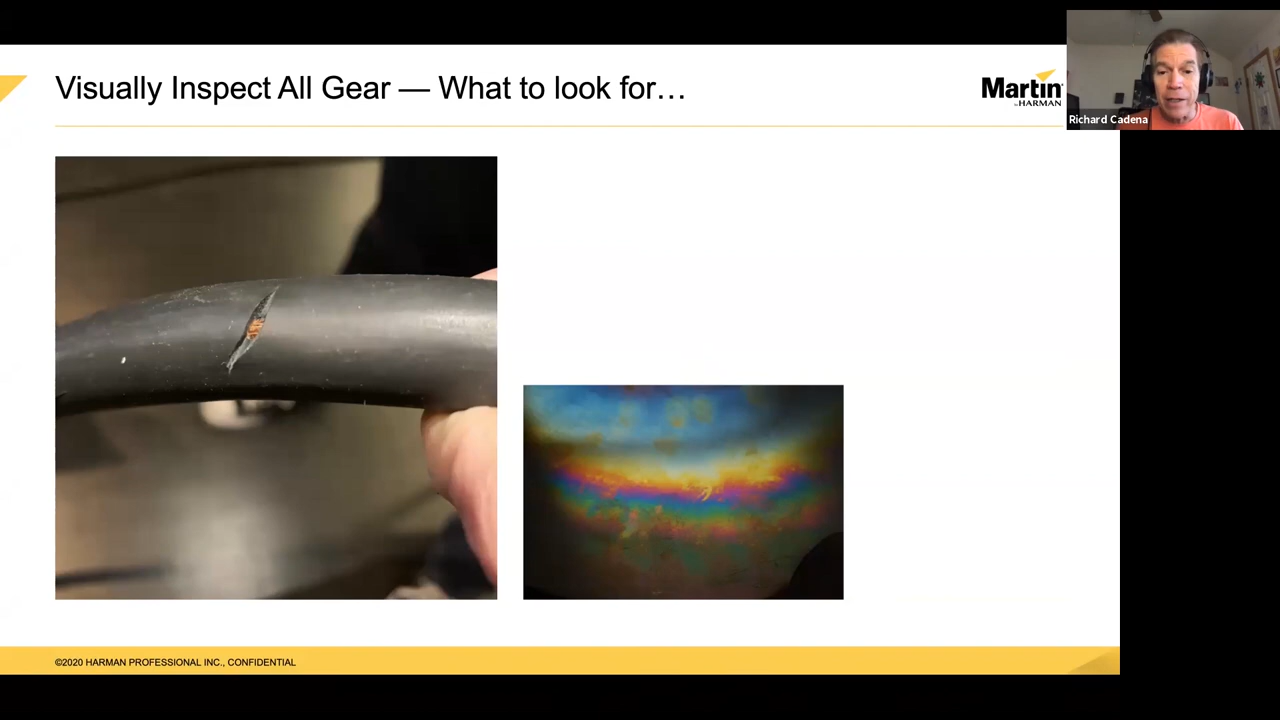 Visually Inspect All Gear — What to look for…
Martin
by HARMAN
Richard Cadena
©2020 HARMAN PROFESSIONAL INC., CONFIDENTIAL